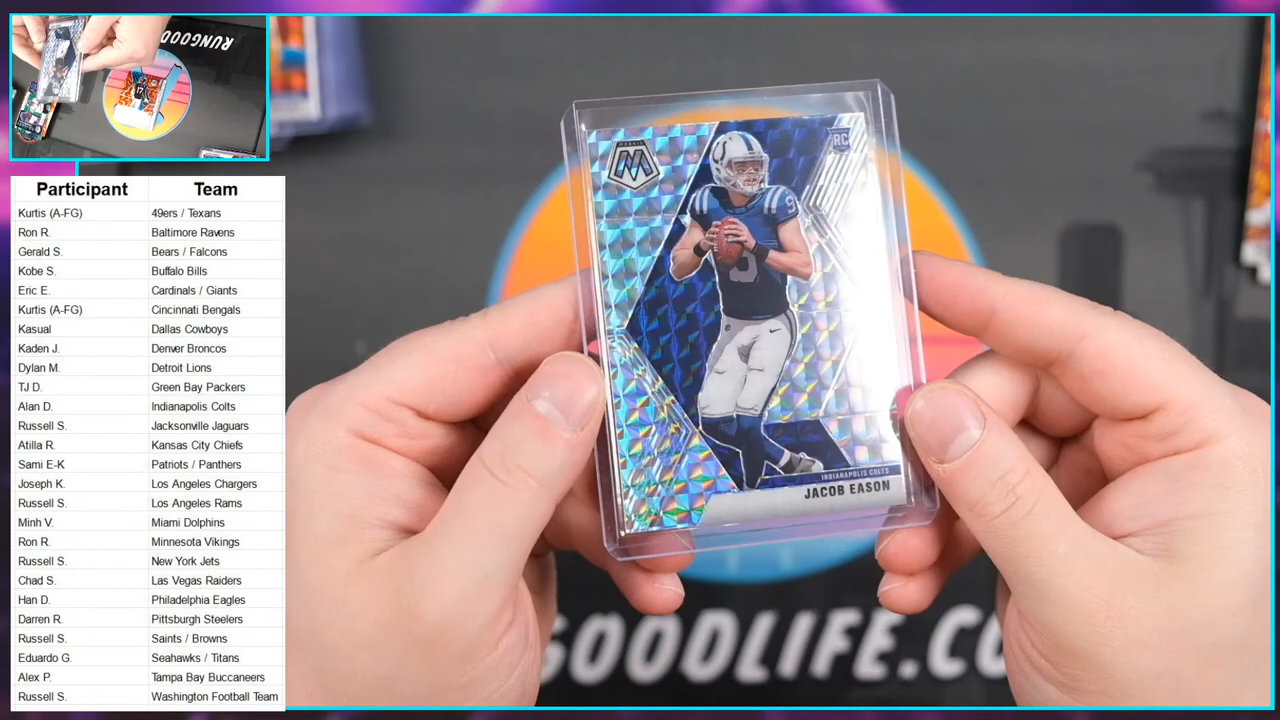 RUNGOODL
Participant Team
Kurtis (A-FG) 49ers / Texans
Ron R. Baltimore Ravens
Gerald S. Bears / Falcons
Kobe S. Buffalo Bills
Eric E. Cardinals / Giants
Kurtis (A-FG) Cincinnati Bengals
Kasual Dallas Cowboys
Kaden J. Denver Broncos
Dylan M. Detroit Lions
TJ D. Green Bay Packers
Alan D. Indianapolis Colts
Russell S. Jacksonville Jaguars
Atilla R. Kansas City Chiefs
Sami E-K Patriots / Panthers
Joseph K. Los Angeles Chargers
Russell S. Los Angeles Rams
Minh V. Miami Dolphins
Ron R. Minnesota Vikings
Russell S. New York Jets
Chad S. Las Vegas Raiders
Han D. Philadelphia Eagles
Darren R. Pittsburgh Steelers
Russell S. Saints / Browns
Eduardo G. Seahawks / Titans
Alex P. Tampa Bay Buccaneers
Russell S. Washington Football Team
MOSAIC
M
RC
9
INDIANAPOLIS COLTS
JACOB EASON
GOODLIFE.CO